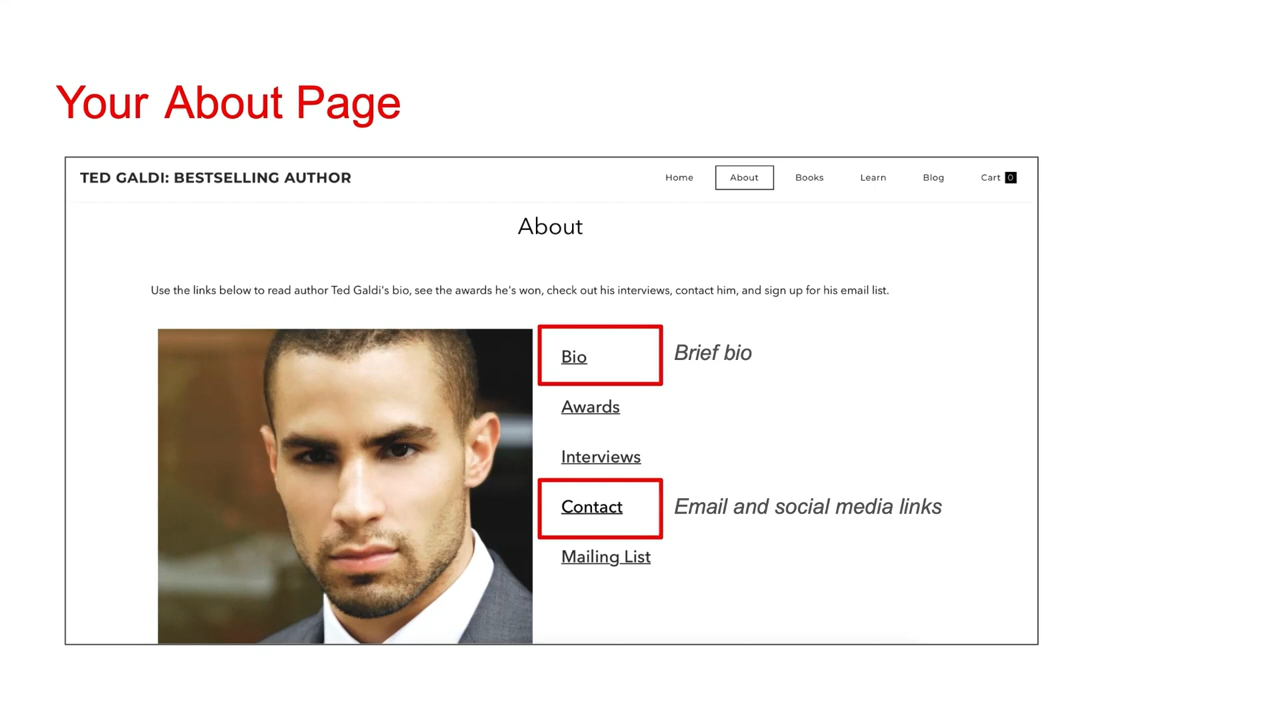 Your About Page
TED GALDI: BESTSELLING AUTHOR
Home About Books Learn Blog Cart 0
About
Use the links below to read author Ted Galdi's bio, see the awards he's won, check out his interviews, contact him, and sign up for his email list.
Bio Brief bio
Awards
Interviews
Contact Email and social media links
Mailing List